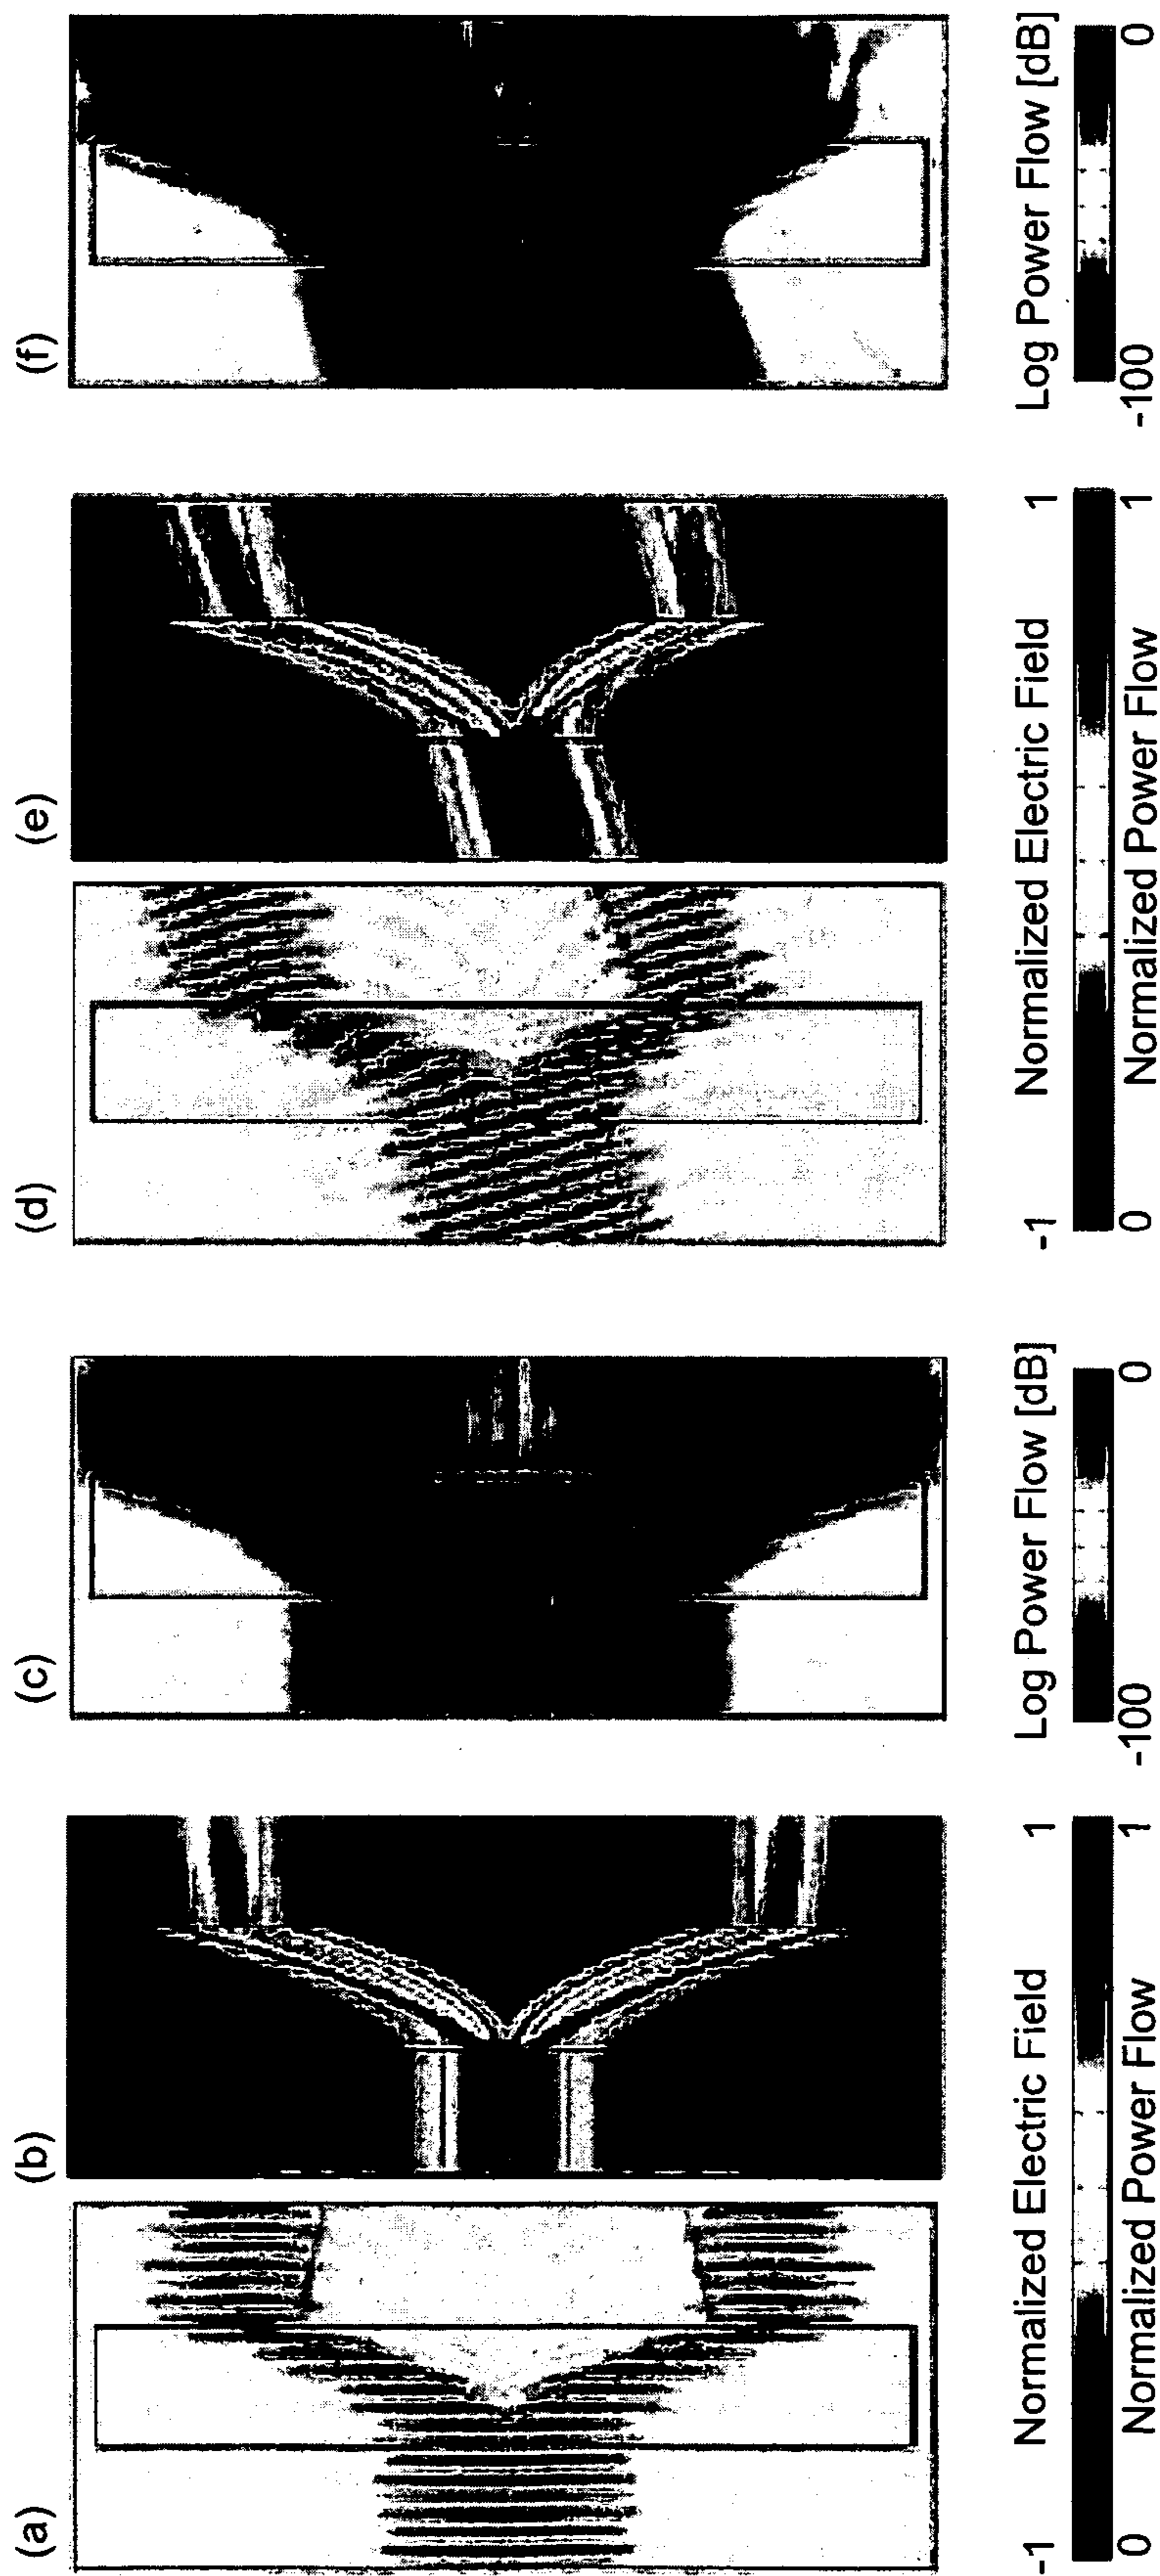 (a)
(b)
(c)
(d)
(e)
(f)
-1 Normalized Electric Field 1
0 Normalized Power Flow 1
Log Power Flow [dB]
-100 0
-1 Normalized Electric Field 1
0 Normalized Power Flow 1
Log Power Flow [dB]
-100 0